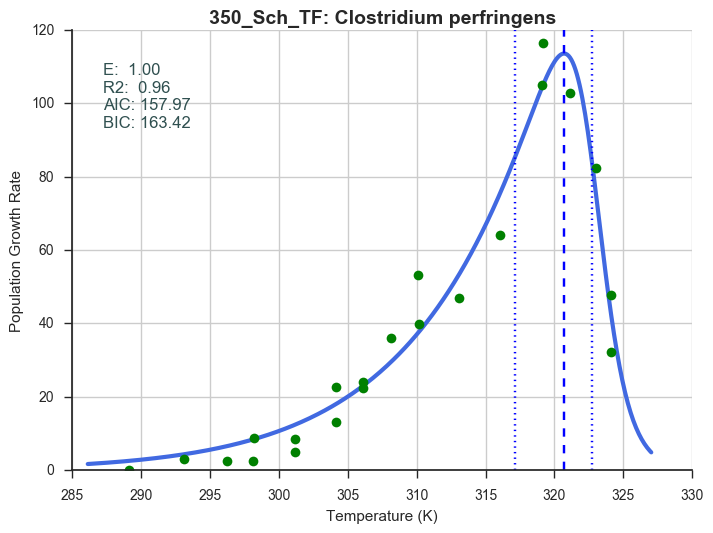 350_Sch_TF: Clostridium perfringens
E:  1.00
R2:  0.96
AIC: 157.97
BIC: 163.42
Population Growth Rate
120
100
80
60
40
20
0
285 290 295 300 305 310 315 320 325 330
Temperature (K)